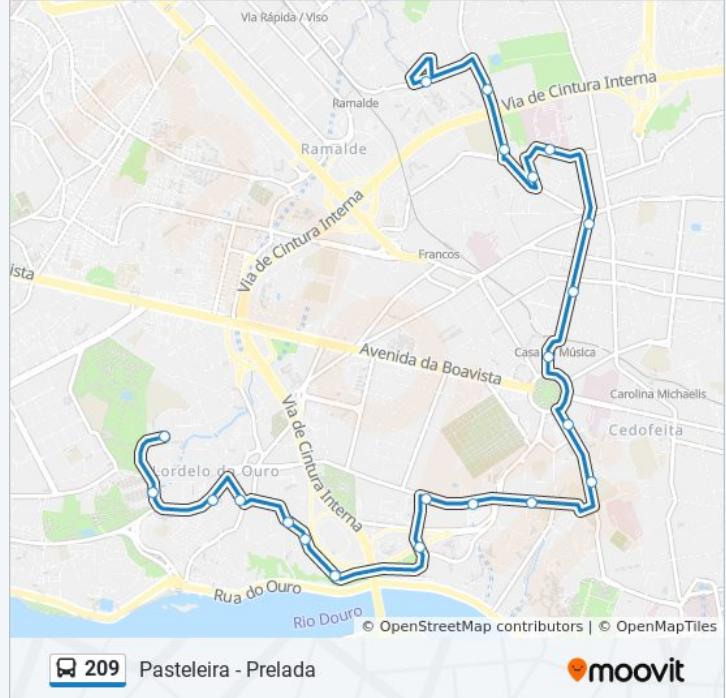 Via Rápida / Viso
Via de Cintura Interna
Ramalde
Ramalde
Via de Cintura Interna
Francos
ista
Casa Música
Avenida da Boavista
Carolina Michaelis
Cedofeita
Via de Cintura Interna
Lordelo do Ouro
Rua do Ouro
Rio Douro
© OpenStreetMap contributors | © OpenMapTiles
209 Pasteleira - Prelada
moovit